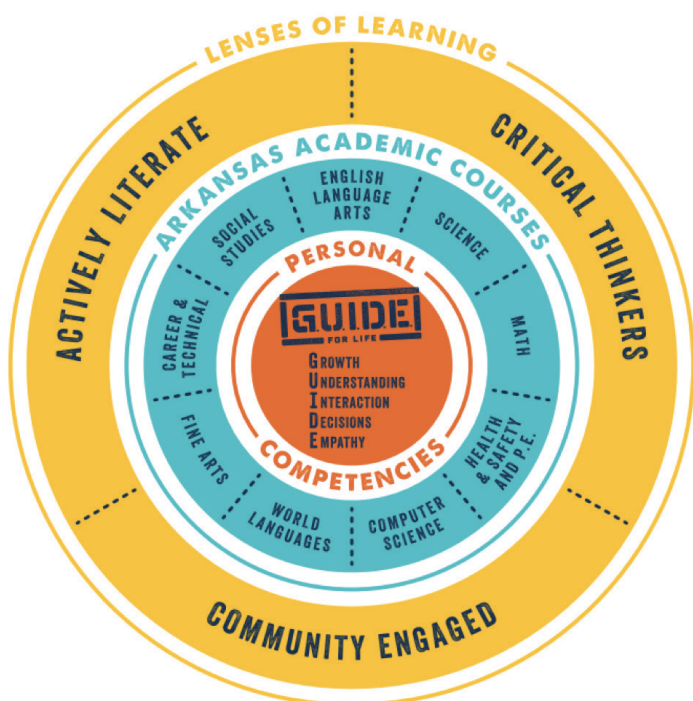 LENSES OF LEARNING
ACTIVELY LITERATE
CRITICAL THINKERS
COMMUNITY ENGAGED
ARKANSAS ACADEMIC COURSES
ENGLISH
LANGUAGE
ARTS
SCIENCE
MATH
HEALTH
& SAFETY
AND P.E.
COMPUTER
SCIENCE
WORLD
LANGUAGES
FINE ARTS
CAREER &
TECHNICAL
SOCIAL
STUDIES
PERSONAL
COMPETENCIES
G.U.I.D.E.
FOR LIFE
GROWTH
UNDERSTANDING
INTERACTION
DECISIONS
EMPATHY